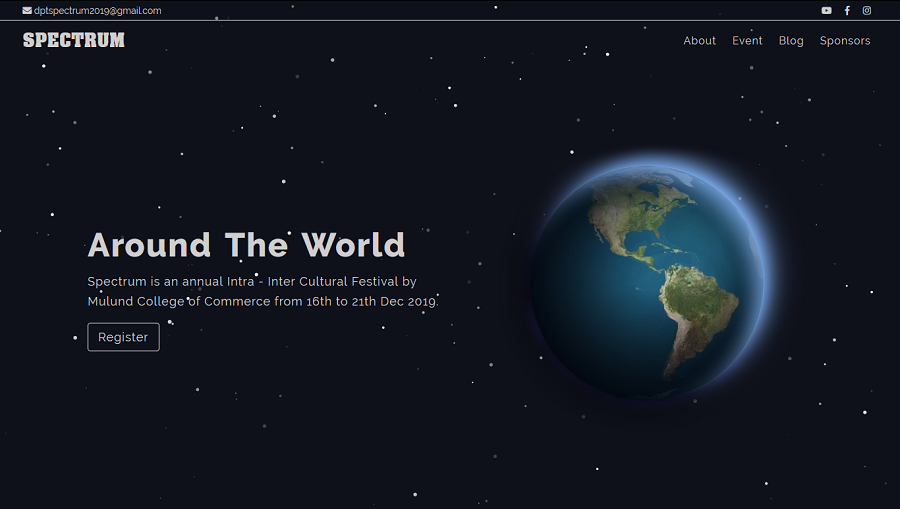 dptspectrum2019@gmail.com
SPECTRUM
About Event Blog Sponsors
Around The World
Spectrum is an annual Intra - Inter Cultural Festival by
Mulund College of Commerce from 16th to 21th Dec 2019.
Register